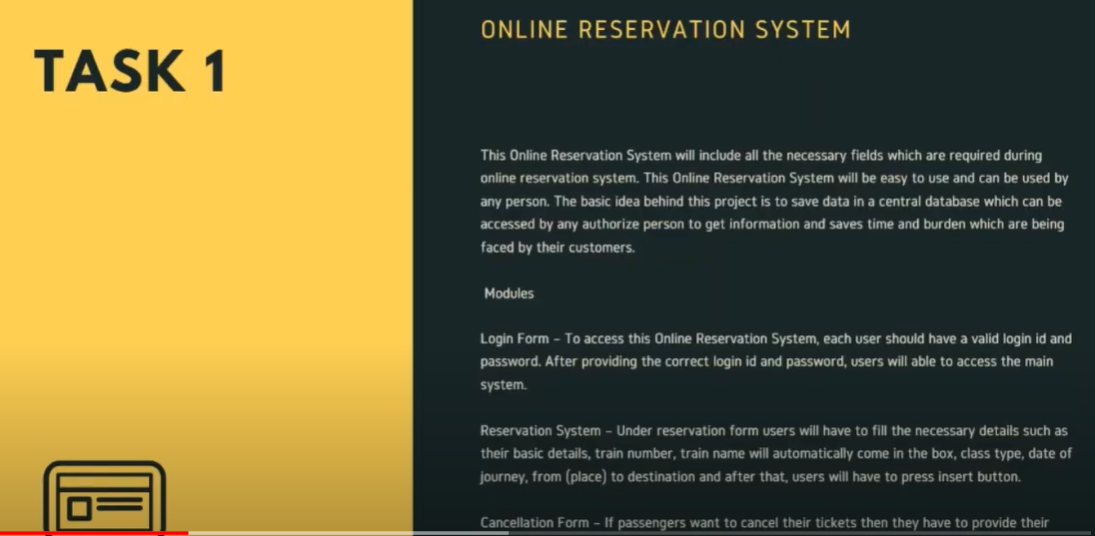 TASK 1
ONLINE RESERVATION SYSTEM
This Online Reservation System will include all the necessary fields which are required during
online reservation system. This Online Reservation System will be easy to use and can be used by
any person. The basic idea behind this project is to save data in a central database which can be
accessed by any authorize person to get information and saves time and burden which are being
faced by their customers.
Modules
Login Form – To access this Online Reservation System, each user should have a valid login id and
password. After providing the correct login id and password, users will able to access the main
system.
Reservation System – Under reservation form users will have to fill the necessary details such as
their basic details, train number, train name will automatically come in the box, class type, date of
journey, from (place) to destination and after that, users will have to press insert button.
Cancellation Form – If passengers want to cancel their tickets then they have to provide their